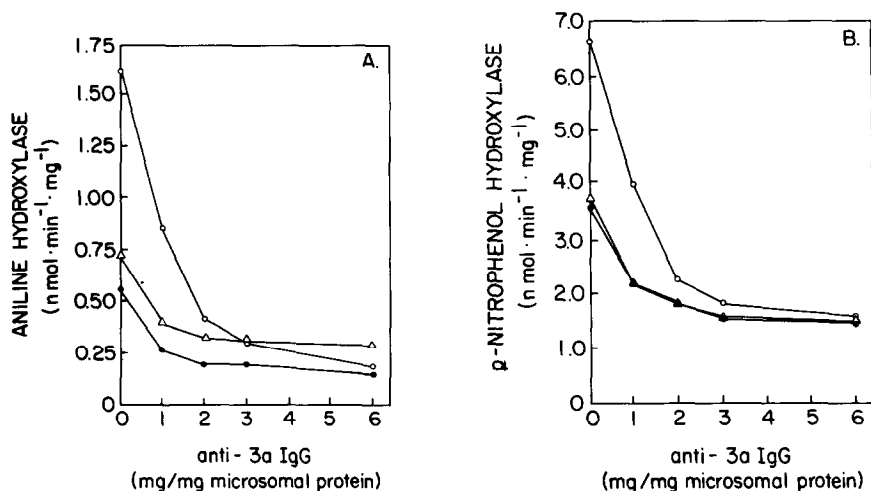 A.
ANILINE HYDROXYLASE
(nmol·min⁻¹·mg⁻¹)
1.75
1.50
1.25
1.00
0.75
0.50
0.25
0
0 1 2 3 4 5 6
anti-3a IgG
(mg/mg microsomal protein)
B.
p-NITROPHENOL HYDROXYLASE
(nmol·min⁻¹·mg⁻¹)
7.0
6.0
5.0
4.0
3.0
2.0
1.0
0
0 1 2 3 4 5 6
anti-3a IgG
(mg/mg microsomal protein)